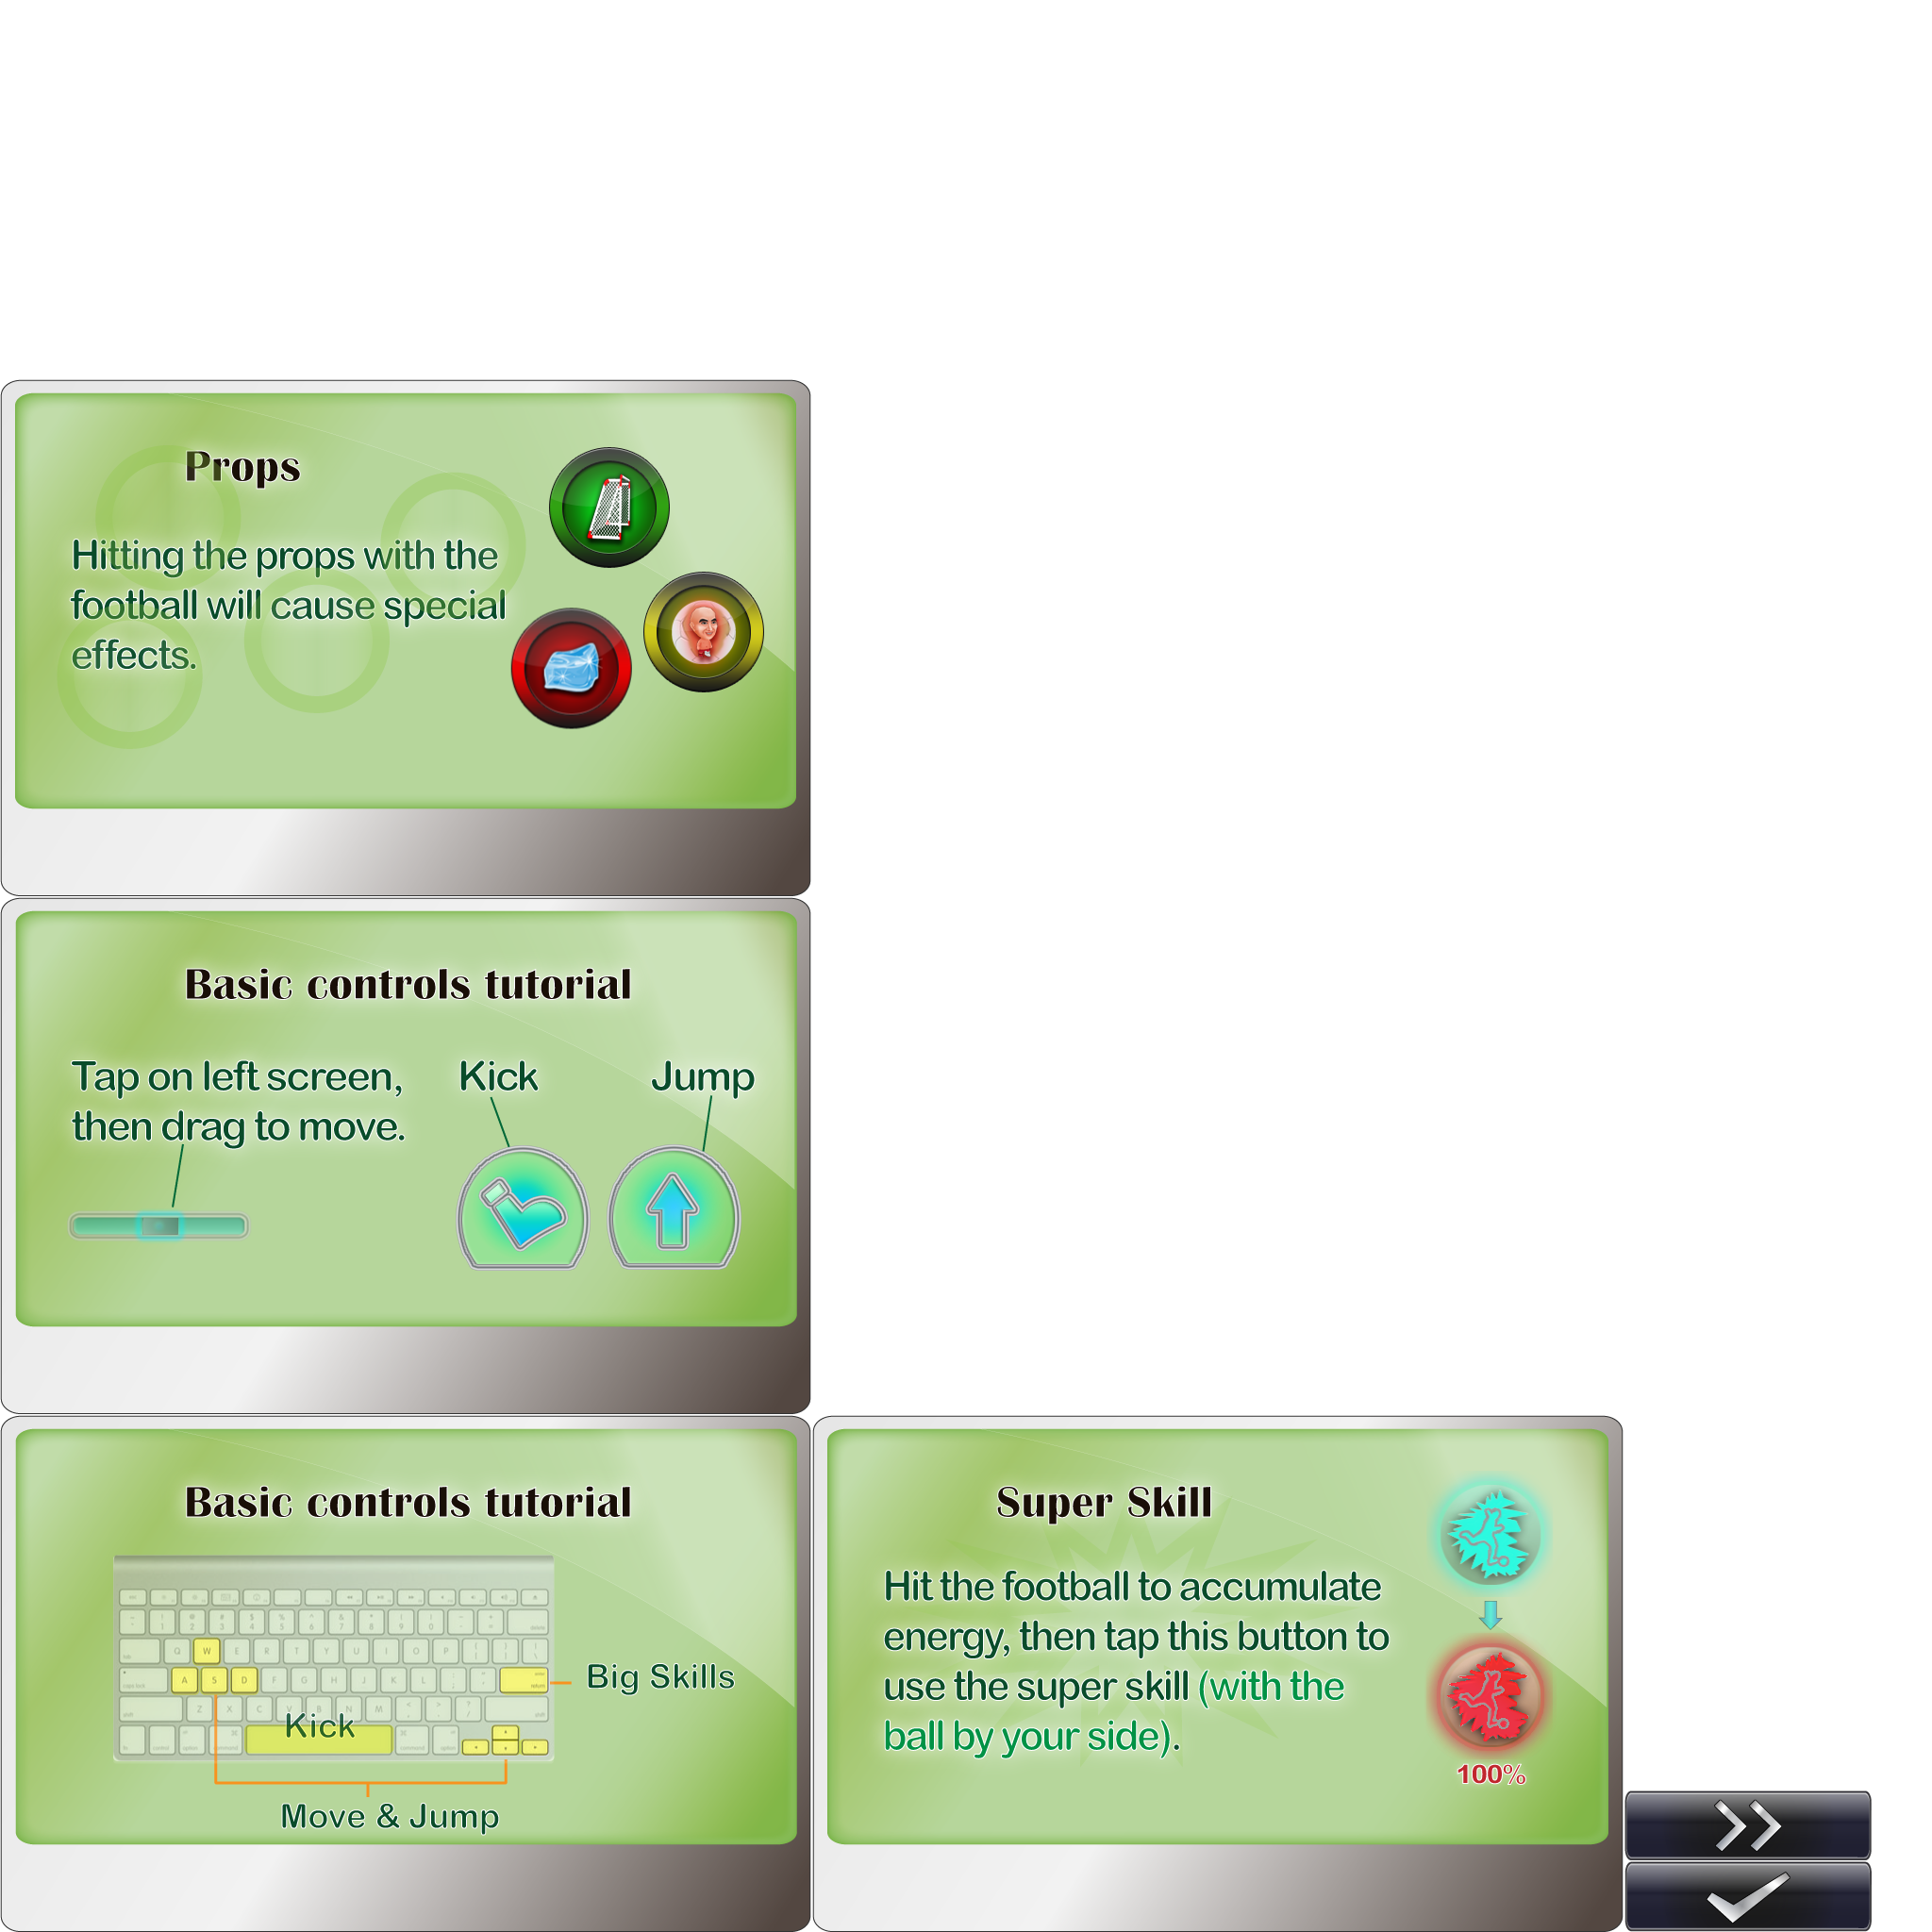 Props
Hitting the props with the
football will cause special
effects.
Basic controls tutorial
Tap on left screen,
then drag to move.
Kick
Jump
Basic controls tutorial
Q W E R T Y U I O P
A S D F G H J K L
Z X C V B N M
Big Skills
Kick
Move & Jump
Super Skill
Hit the football to accumulate
energy, then tap this button to
use the super skill (with the
ball by your side).
100%